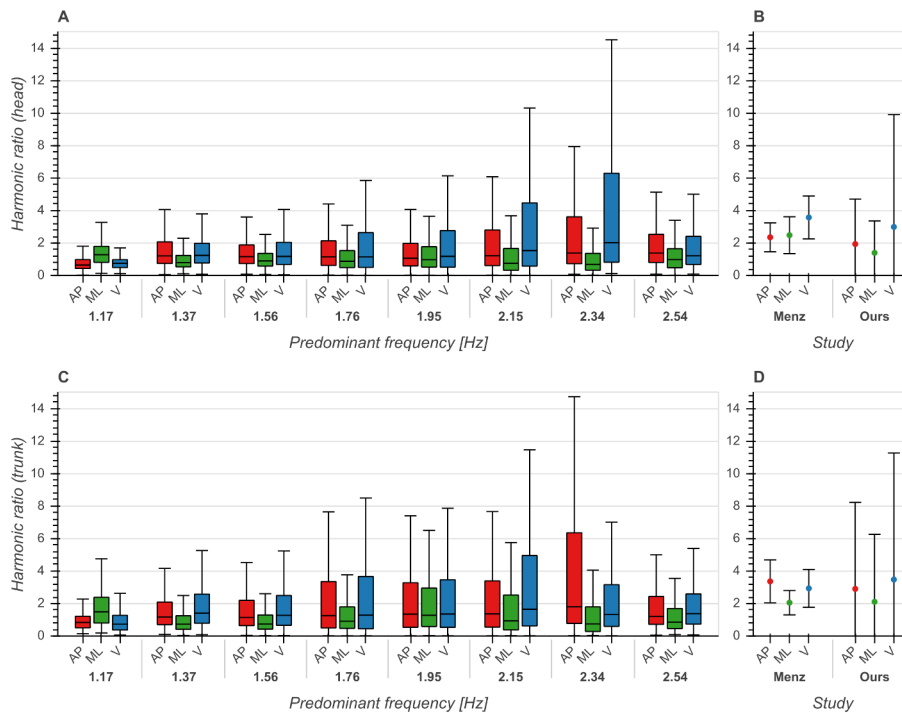 A
B
Harmonic ratio (head)
14
12
10
8
6
4
2
0
14
12
10
8
6
4
2
0
AP ML V AP ML V AP ML V AP ML V AP ML V AP ML V AP ML V AP ML V
1.17 1.37 1.56 1.76 1.95 2.15 2.34 2.54
Predominant frequency [Hz]
AP ML V AP ML V
Menz Ours
Study
C
D
Harmonic ratio (trunk)
14
12
10
8
6
4
2
0
14
12
10
8
6
4
2
0
AP ML V AP ML V AP ML V AP ML V AP ML V AP ML V AP ML V AP ML V
1.17 1.37 1.56 1.76 1.95 2.15 2.34 2.54
Predominant frequency [Hz]
AP ML V AP ML V
Menz Ours
Study